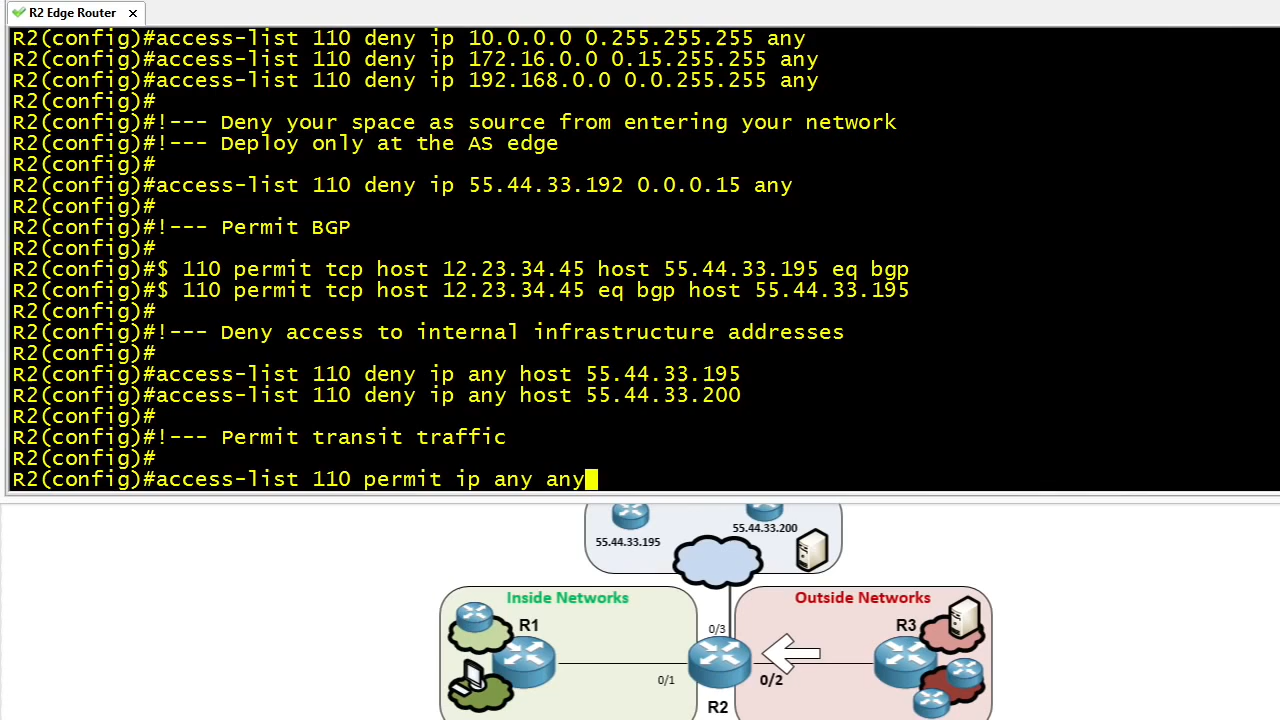 R2 Edge Router ×
R2(config)#access-list 110 deny ip 10.0.0.0 0.255.255.255 any
R2(config)#access-list 110 deny ip 172.16.0.0 0.15.255.255 any
R2(config)#access-list 110 deny ip 192.168.0.0 0.0.255.255 any
R2(config)#
R2(config)#!--- Deny your space as source from entering your network
R2(config)#!--- Deploy only at the AS edge
R2(config)#
R2(config)#access-list 110 deny ip 55.44.33.192 0.0.0.15 any
R2(config)#
R2(config)#!--- Permit BGP
R2(config)#
R2(config)#$ 110 permit tcp host 12.23.34.45 host 55.44.33.195 eq bgp
R2(config)#$ 110 permit tcp host 12.23.34.45 eq bgp host 55.44.33.195
R2(config)#
R2(config)#!--- Deny access to internal infrastructure addresses
R2(config)#
R2(config)#access-list 110 deny ip any host 55.44.33.195
R2(config)#access-list 110 deny ip any host 55.44.33.200
R2(config)#
R2(config)#!--- Permit transit traffic
R2(config)#
R2(config)#access-list 110 permit ip any any
55.44.33.195
55.44.33.200
Inside Networks
Outside Networks
R1
0/3
R3
0/1
0/2
R2